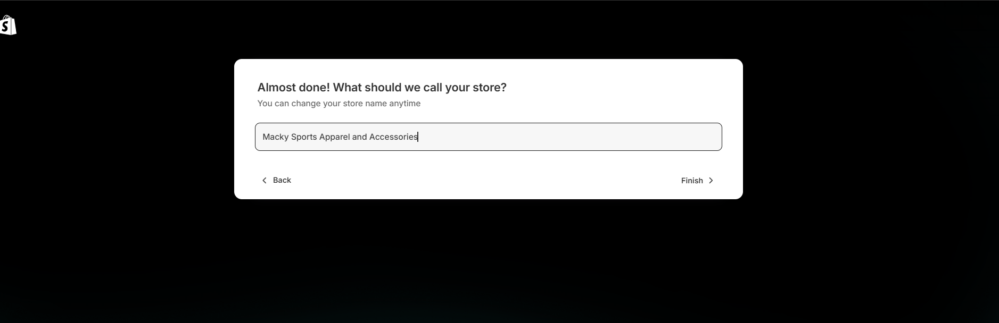 Almost done! What should we call your store?
You can change your store name anytime
Macky Sports Apparel and Accessories
Back
Finish